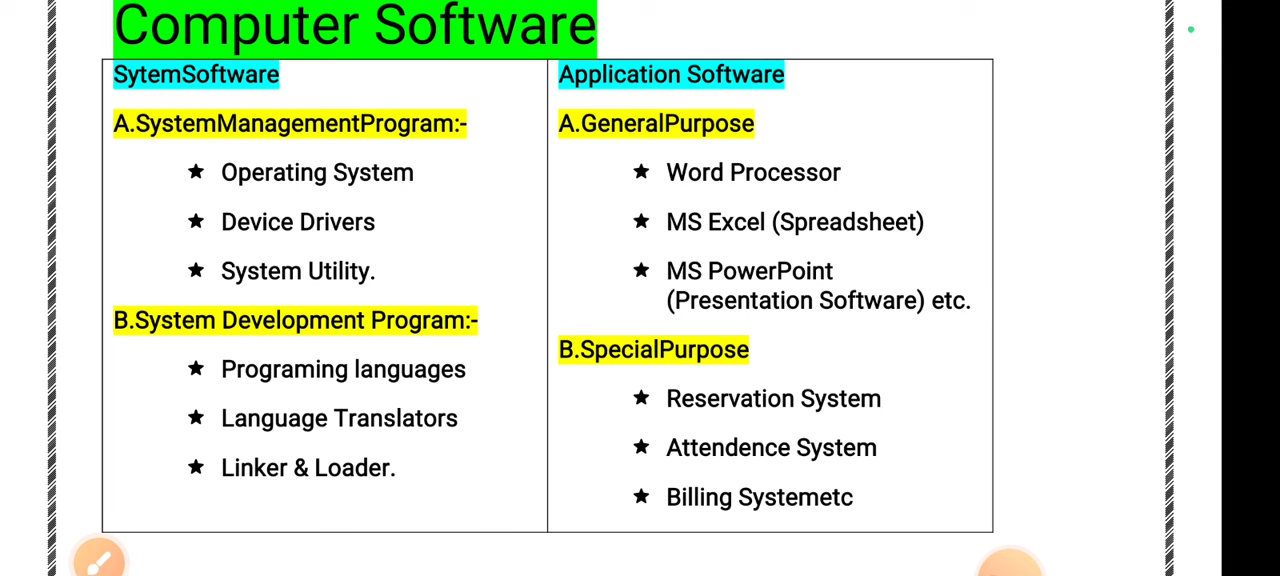 Computer Software
SytemSoftware
A.SystemManagementProgram:-
★ Operating System
★ Device Drivers
★ System Utility.
B.System Development Program:-
★ Programing languages
★ Language Translators
★ Linker & Loader.
Application Software
A.GeneralPurpose
★ Word Processor
★ MS Excel (Spreadsheet)
★ MS PowerPoint
(Presentation Software) etc.
B.SpecialPurpose
★ Reservation System
★ Attendence System
★ Billing Systemetc